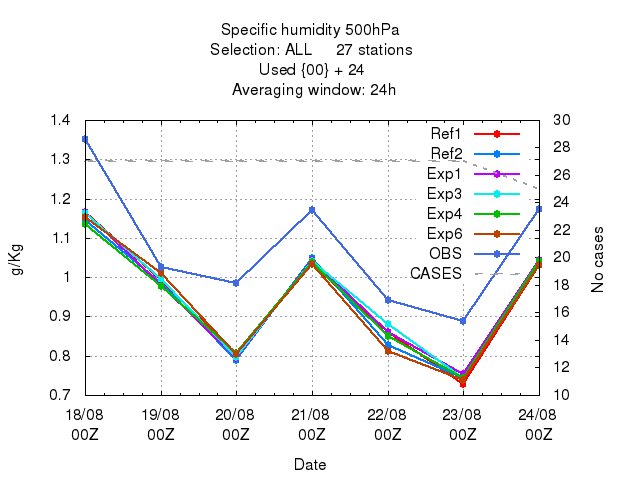 Specific humidity 500hPa
Selection: ALL 27 stations
Used {00} + 24
Averaging window: 24h
1.4
1.3
1.2
1.1
1
0.9
0.8
0.7
g/Kg
30
28
26
24
22
20
18
16
14
12
10
No cases
Ref1
Ref2
Exp1
Exp3
Exp4
Exp6
OBS
CASES
18/08 19/08 20/08 21/08 22/08 23/08 24/08
00Z 00Z 00Z 00Z 00Z 00Z 00Z
Date